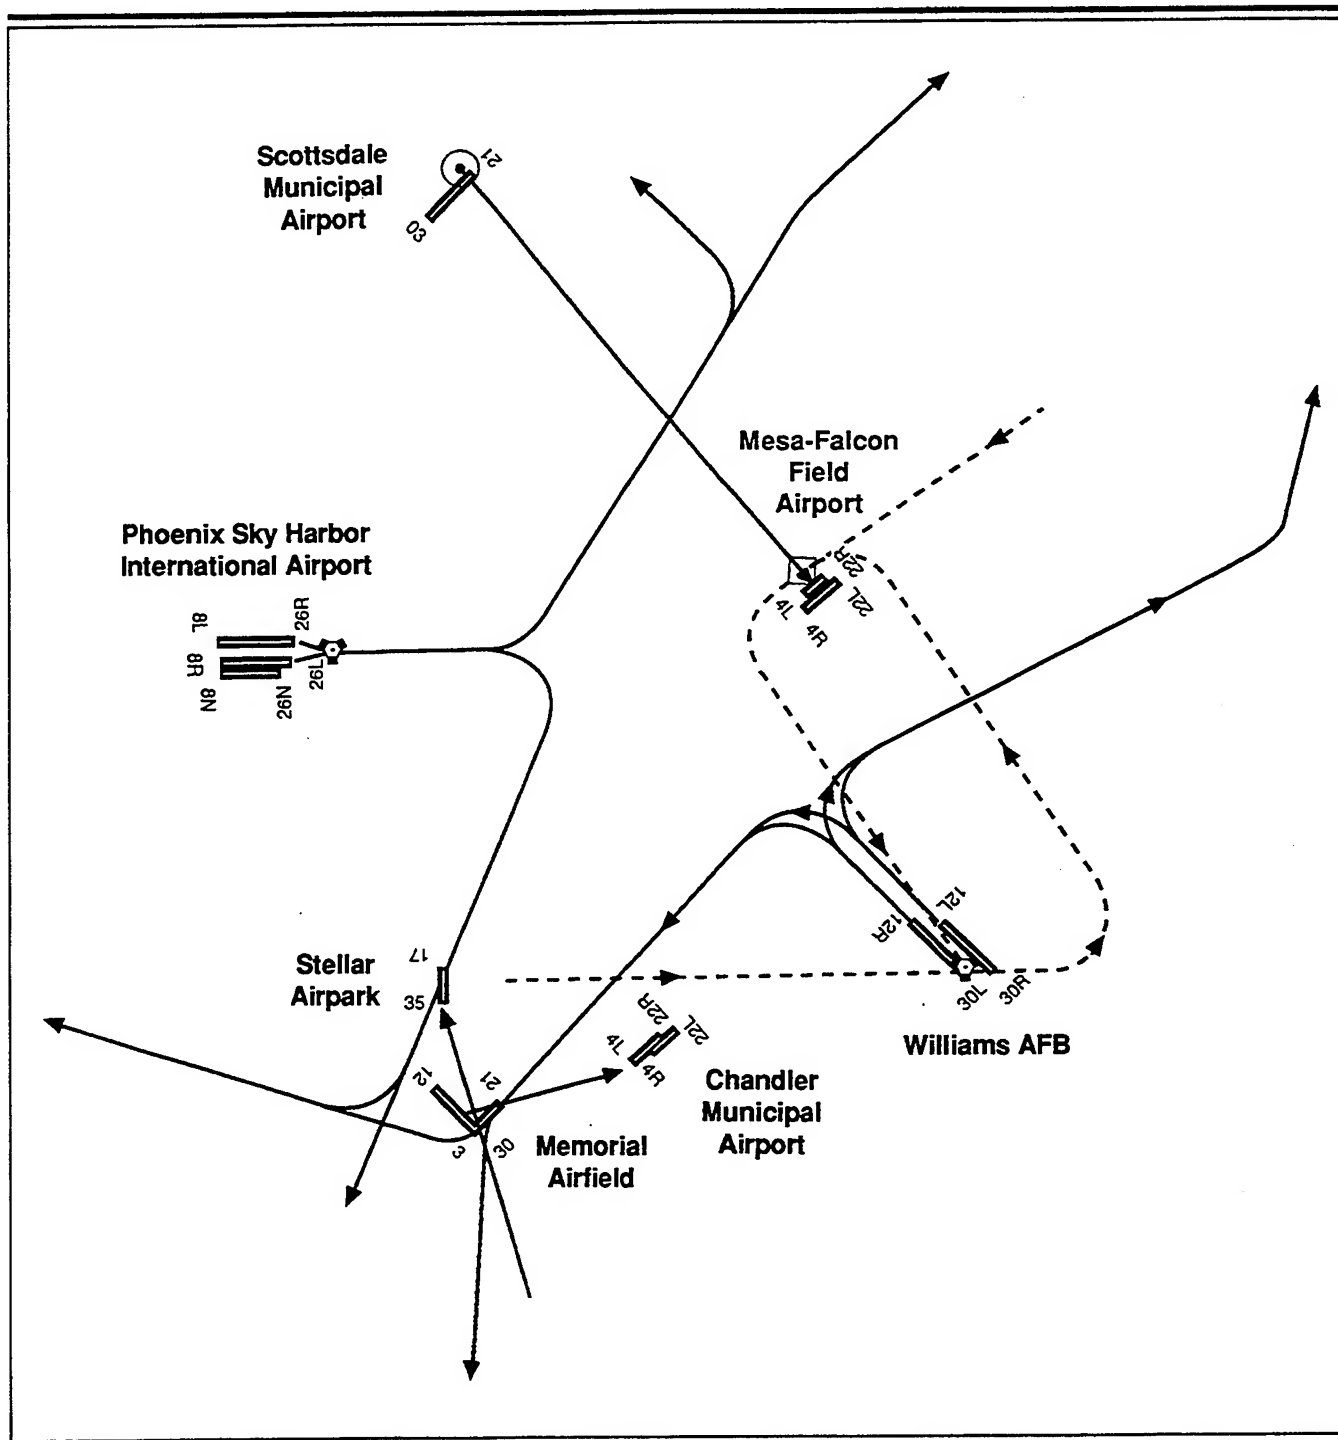 Scottsdale
Municipal
Airport
21
03
Mesa-Falcon
Field
Airport
22R
22L
4L
4R
Phoenix Sky Harbor
International Airport
8L
26R
8R
26L
8N
26N
12L
12R
30L
30R
Williams AFB
Stellar
Airpark
17
35
22R
22L
4L
4R
Chandler
Municipal
Airport
12
21
3
30
Memorial
Airfield